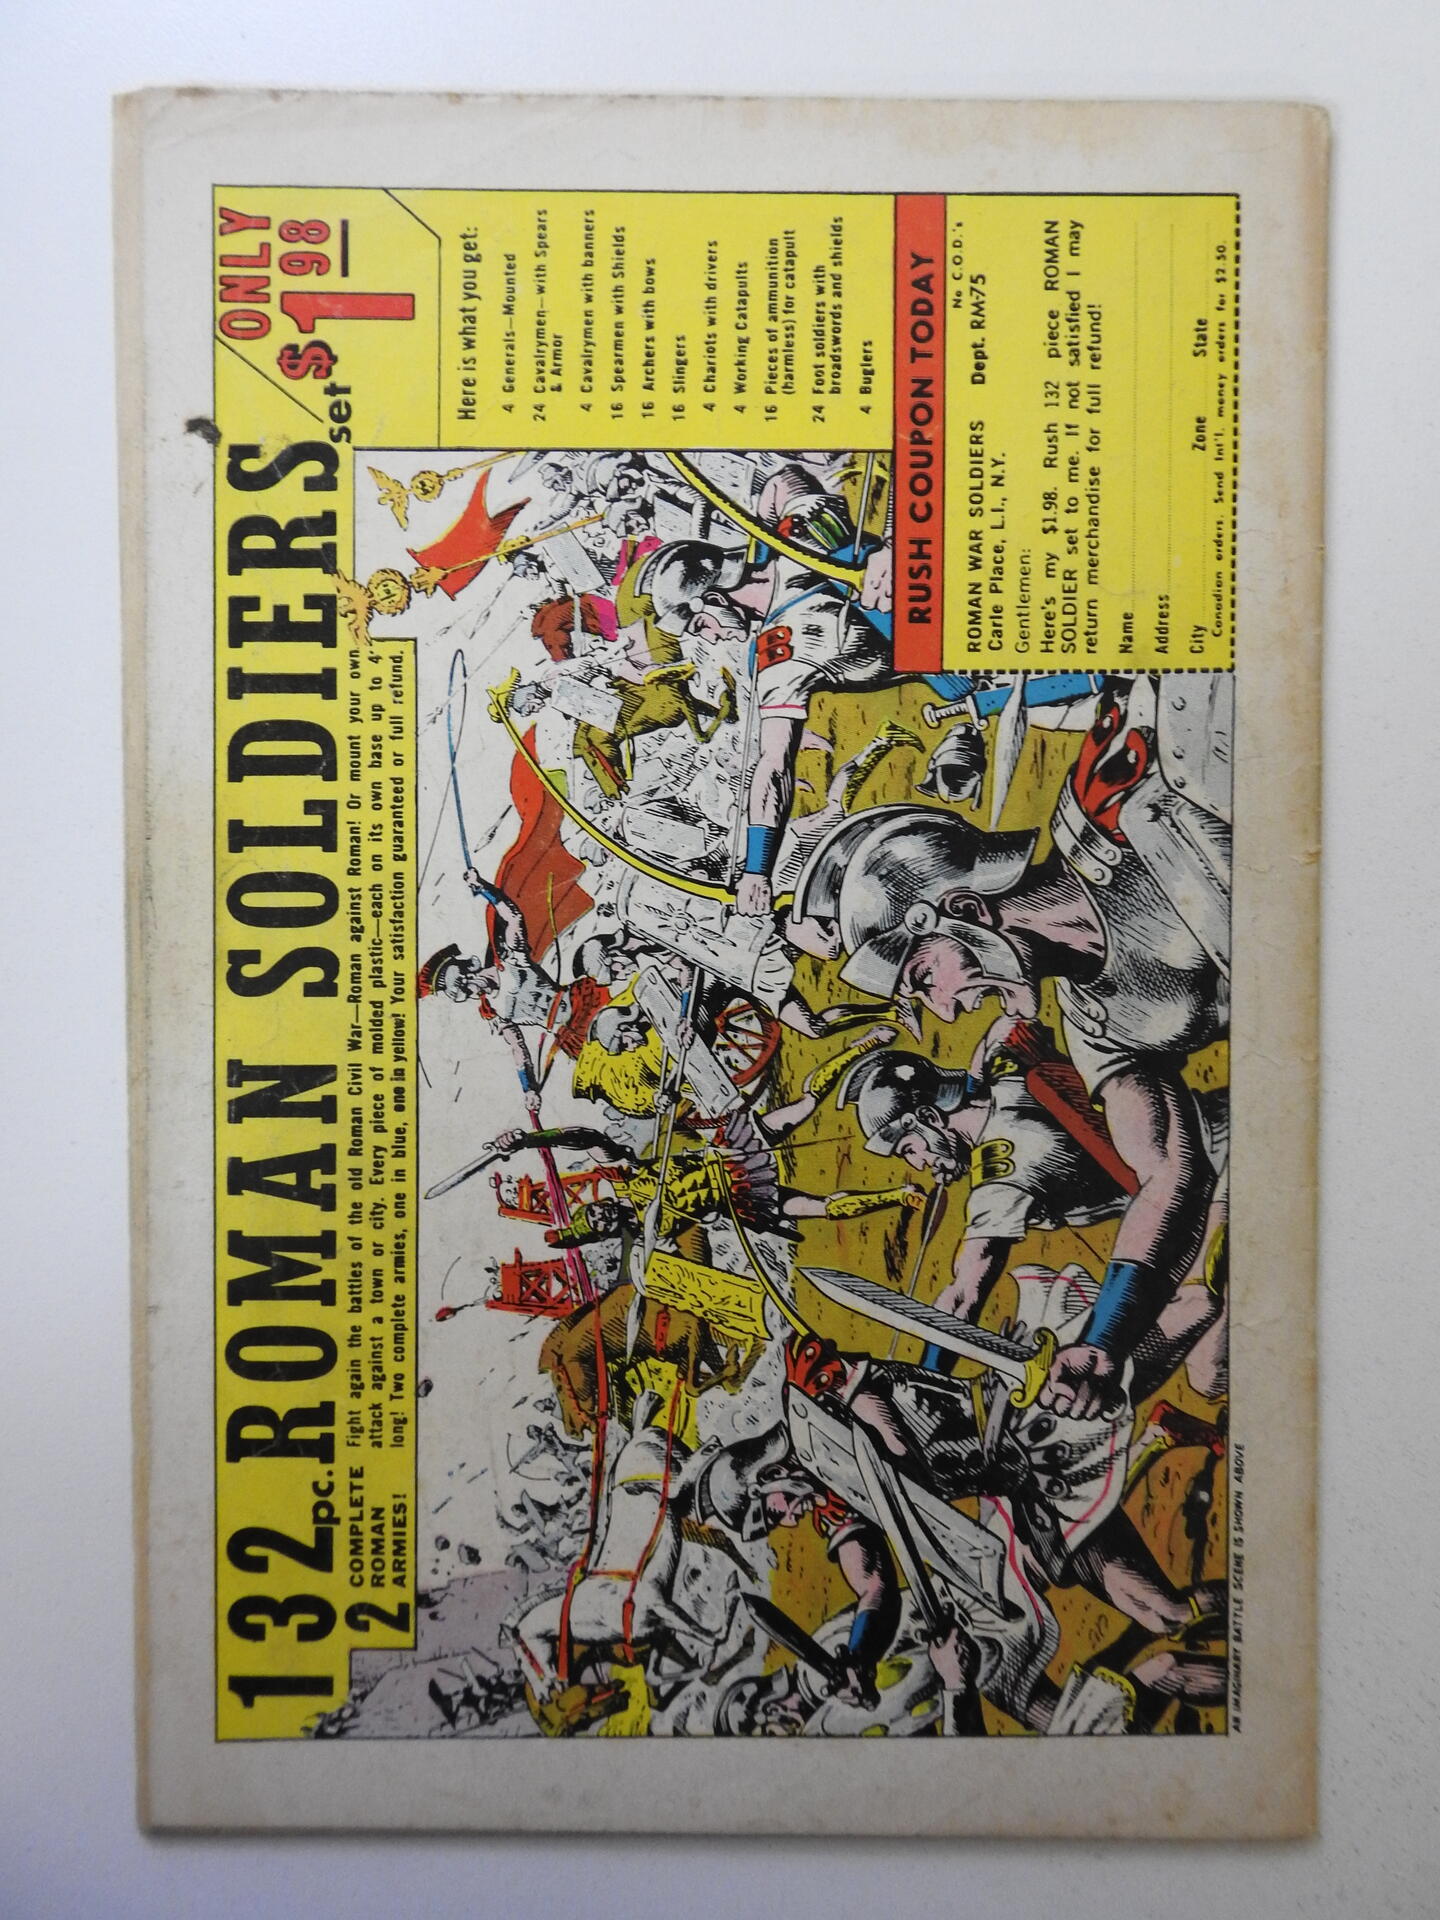 132 pc. ROMAN SOLDIERS set
ONLY
$1 98
COMPLETE
2 ROMAN
ARMIES!
Fight again the battles of the old Roman Civil War—Roman against Roman! Or mount your own
attack against a town or city. Every piece of molded plastic—each on its own base up to 4"
long! Two complete armies, one in blue, one in yellow! Your satisfaction guaranteed or full refund.
Here is what you get:
4 Generals—Mounted
24 Cavalrymen—with Spears
& Armor
4 Cavalrymen with banners
16 Spearmen with Shields
16 Archers with bows
16 Slingers
4 Chariots with drivers
4 Working Catapults
16 Pieces of ammunition
(harmless) for catapult
24 Foot soldiers with
broadswords and shields
4 Buglers
RUSH COUPON TODAY
No C.O.D.'s
ROMAN WAR SOLDIERS Dept. RM-75
Carle Place, L.I., N.Y.
Gentlemen:
Here's my $1.98. Rush 132 piece ROMAN
SOLDIER set to me. If not satisfied I may
return merchandise for full refund!
Name
Address
City Zone State
Canadian orders, Send Int'l. money orders for $2.50.
AN IMAGINARY BATTLE SCENE IS SHOWN ABOVE